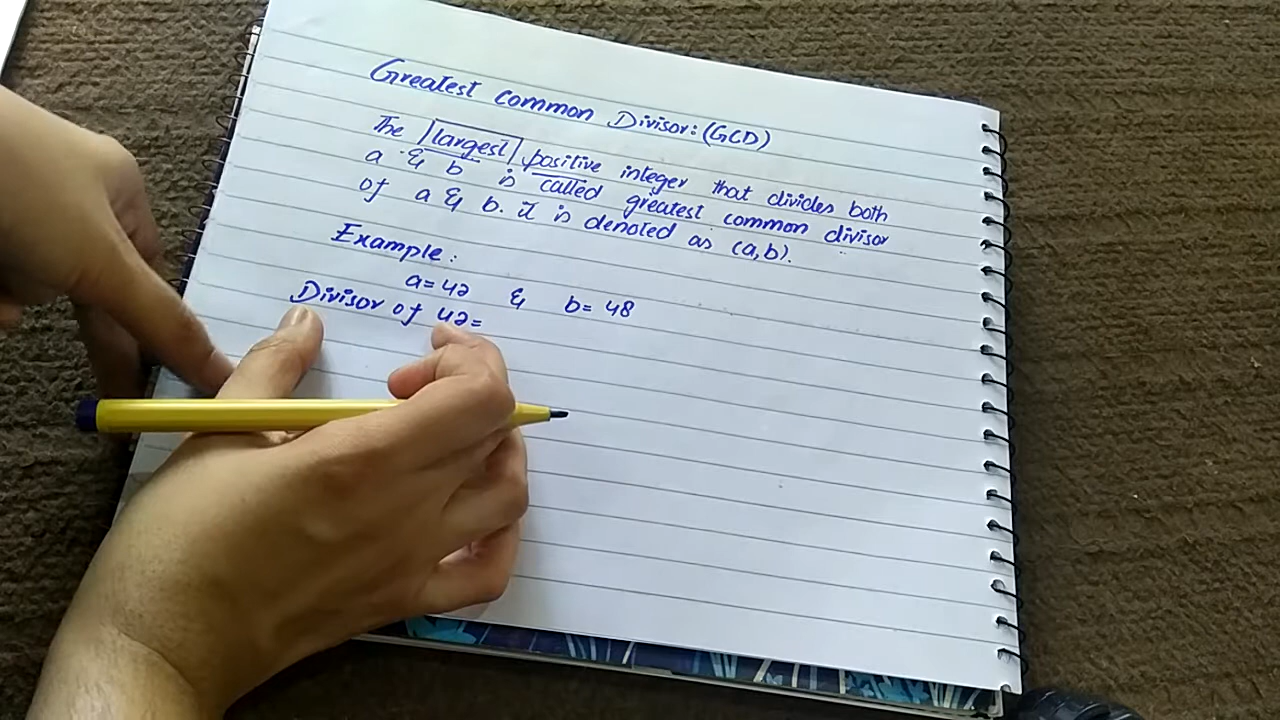 Greatest Common Divisor: (GCD)
The largest positive integer that divides both
a & b is called greatest common divisor
of a & b. It is denoted as (a,b).
Example:
a=42 & b= 48
Divisor of 42=